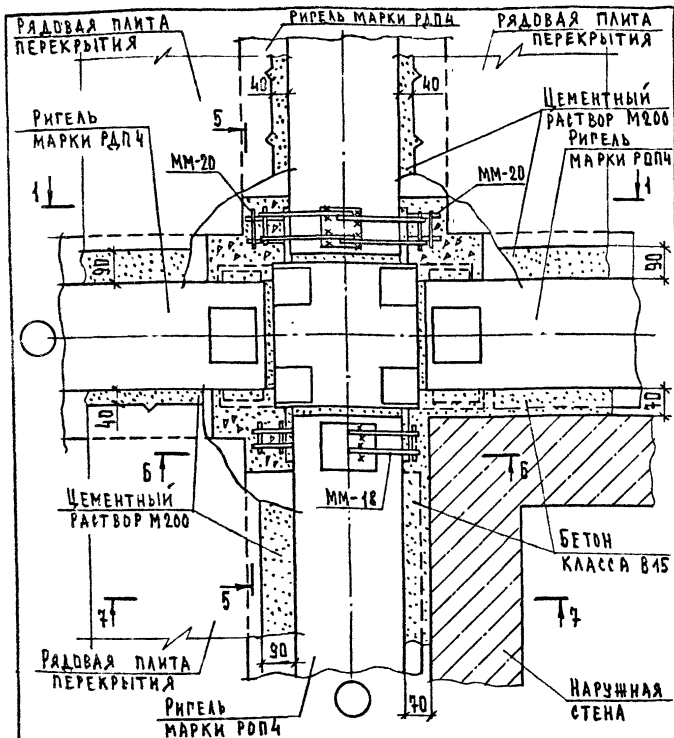 РЯДОВАЯ ПЛИТА
ПЕРЕКРЫТИЯ
РИГЕЛЬ МАРКИ РДП4
РЯДОВАЯ ПЛИТА
ПЕРЕКРЫТИЯ
40
40
5
ЦЕМЕНТНЫЙ
РАСТВОР М200
РИГЕЛЬ
МАРКИ РДП4
РИГЕЛЬ
МАРКИ РОП4
ММ-20
ММ-20
1
1
90
90
40
70
6
6
ЦЕМЕНТНЫЙ
РАСТВОР М200
ММ-18
БЕТОН
КЛАССА В15
5
7
7
90
РЯДОВАЯ ПЛИТА
ПЕРЕКРЫТИЯ
РИГЕЛЬ
МАРКИ РОП4
70
НАРУЖНАЯ
СТЕНА